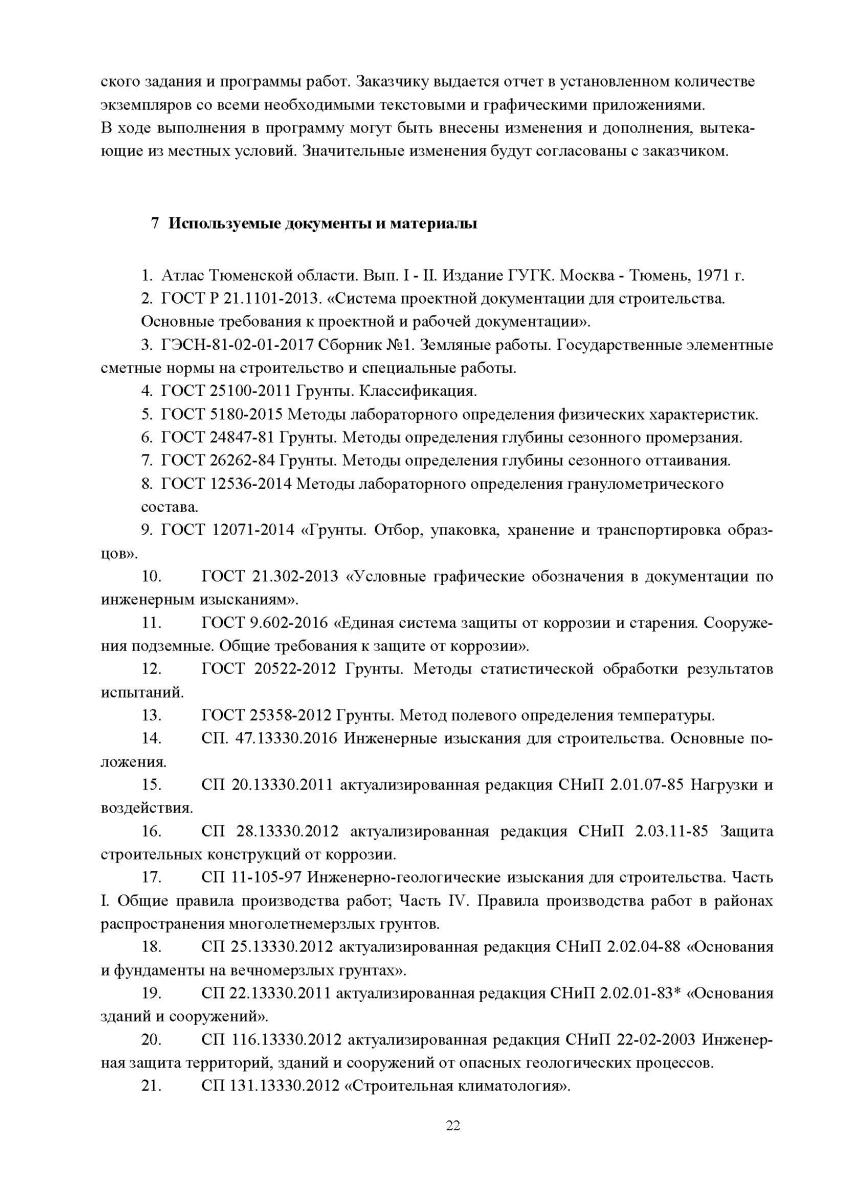 ского задания и программы работ. Заказчику выдается отчет в установленном количестве
экземпляров со всеми необходимыми текстовыми и графическими приложениями.
В ходе выполнения в программу могут быть внесены изменения и дополнения, вытека-
ющие из местных условий. Значительные изменения будут согласованы с заказчиком.
7 Используемые документы и материалы
1. Атлас Тюменской области. Вып. I - II. Издание ГУГК. Москва - Тюмень, 1971 г.
2. ГОСТ Р 21.1101-2013. «Система проектной документации для строительства.
Основные требования к проектной и рабочей документации».
3. ГЭСН-81-02-01-2017 Сборник №1. Земляные работы. Государственные элементные
сметные нормы на строительство и специальные работы.
4. ГОСТ 25100-2011 Грунты. Классификация.
5. ГОСТ 5180-2015 Методы лабораторного определения физических характеристик.
6. ГОСТ 24847-81 Грунты. Методы определения глубины сезонного промерзания.
7. ГОСТ 26262-84 Грунты. Методы определения глубины сезонного оттаивания.
8. ГОСТ 12536-2014 Методы лабораторного определения гранулометрического
состава.
9. ГОСТ 12071-2014 «Грунты. Отбор, упаковка, хранение и транспортировка образ-
цов».
10. ГОСТ 21.302-2013 «Условные графические обозначения в документации по
инженерным изысканиям».
11. ГОСТ 9.602-2016 «Единая система защиты от коррозии и старения. Сооруже-
ния подземные. Общие требования к защите от коррозии».
12. ГОСТ 20522-2012 Грунты. Методы статистической обработки результатов
испытаний.
13. ГОСТ 25358-2012 Грунты. Метод полевого определения температуры.
14. СП. 47.13330.2016 Инженерные изыскания для строительства. Основные по-
ложения.
15. СП 20.13330.2011 актуализированная редакция СНиП 2.01.07-85 Нагрузки и
воздействия.
16. СП 28.13330.2012 актуализированная редакция СНиП 2.03.11-85 Защита
строительных конструкций от коррозии.
17. СП 11-105-97 Инженерно-геологические изыскания для строительства. Часть
I. Общие правила производства работ; Часть IV. Правила производства работ в районах
распространения многолетнемерзлых грунтов.
18. СП 25.13330.2012 актуализированная редакция СНиП 2.02.04-88 «Основания
и фундаменты на вечномерзлых грунтах».
19. СП 22.13330.2011 актуализированная редакция СНиП 2.02.01-83* «Основания
зданий и сооружений».
20. СП 116.13330.2012 актуализированная редакция СНиП 22-02-2003 Инженер-
ная защита территорий, зданий и сооружений от опасных геологических процессов.
21. СП 131.13330.2012 «Строительная климатология».
22